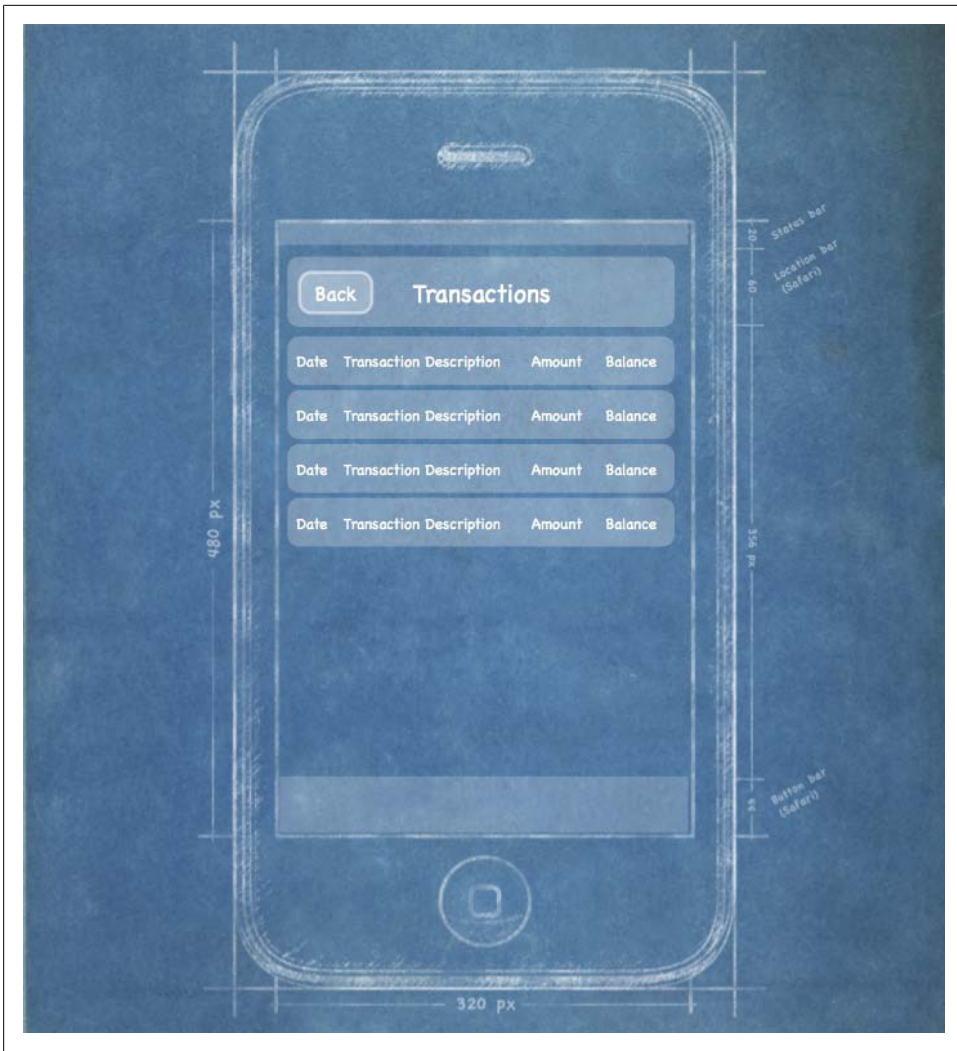 Status bar
20
Location bar
(Safari)
60
Back Transactions
Date Transaction Description Amount Balance
Date Transaction Description Amount Balance
Date Transaction Description Amount Balance
Date Transaction Description Amount Balance
480 px
356 px
Button bar
(Safari)
44
320 px